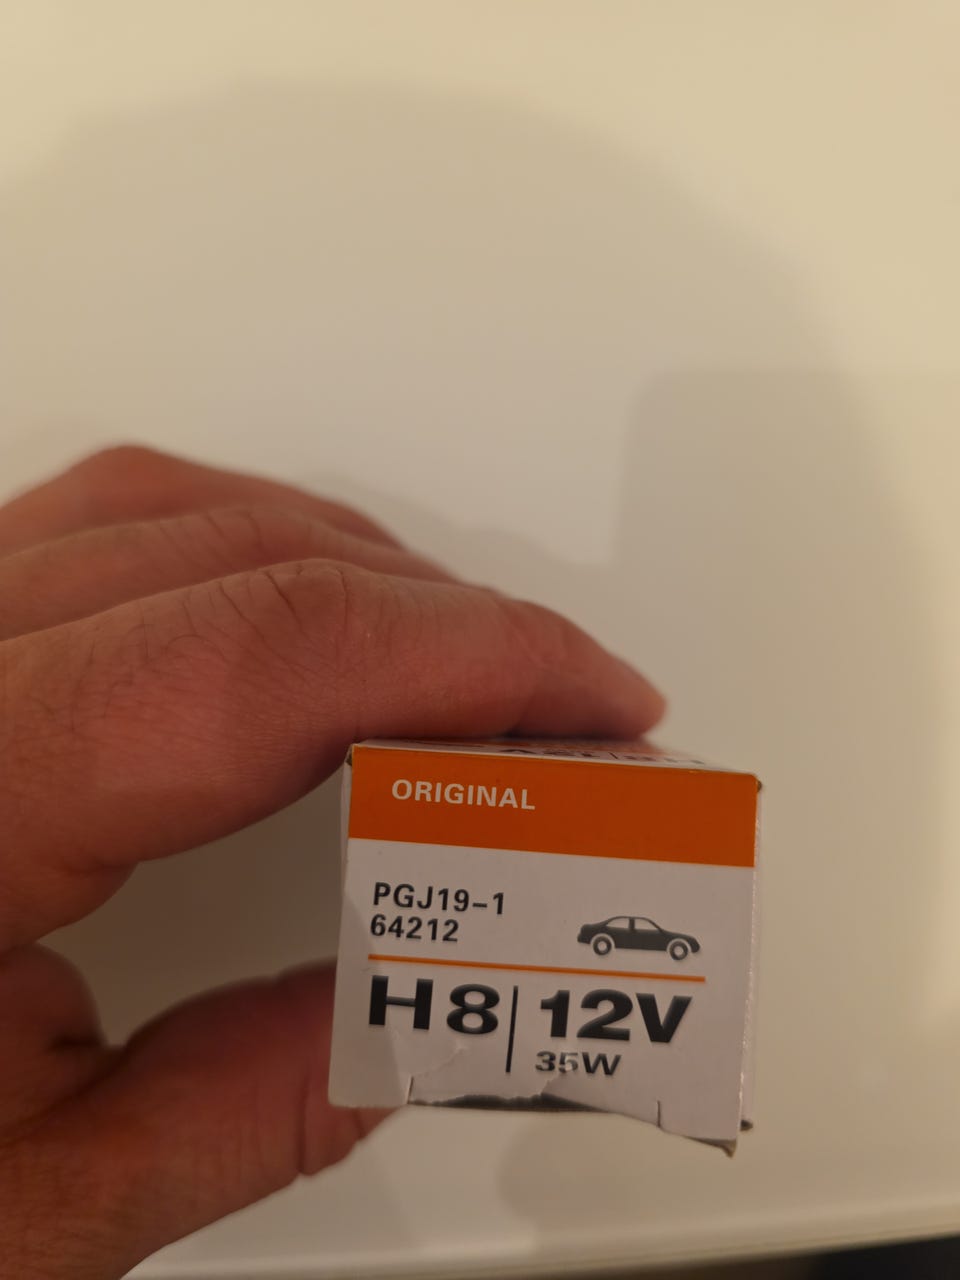 ORIGINAL
PGJ19-1
64212
H8 | 12V
35W